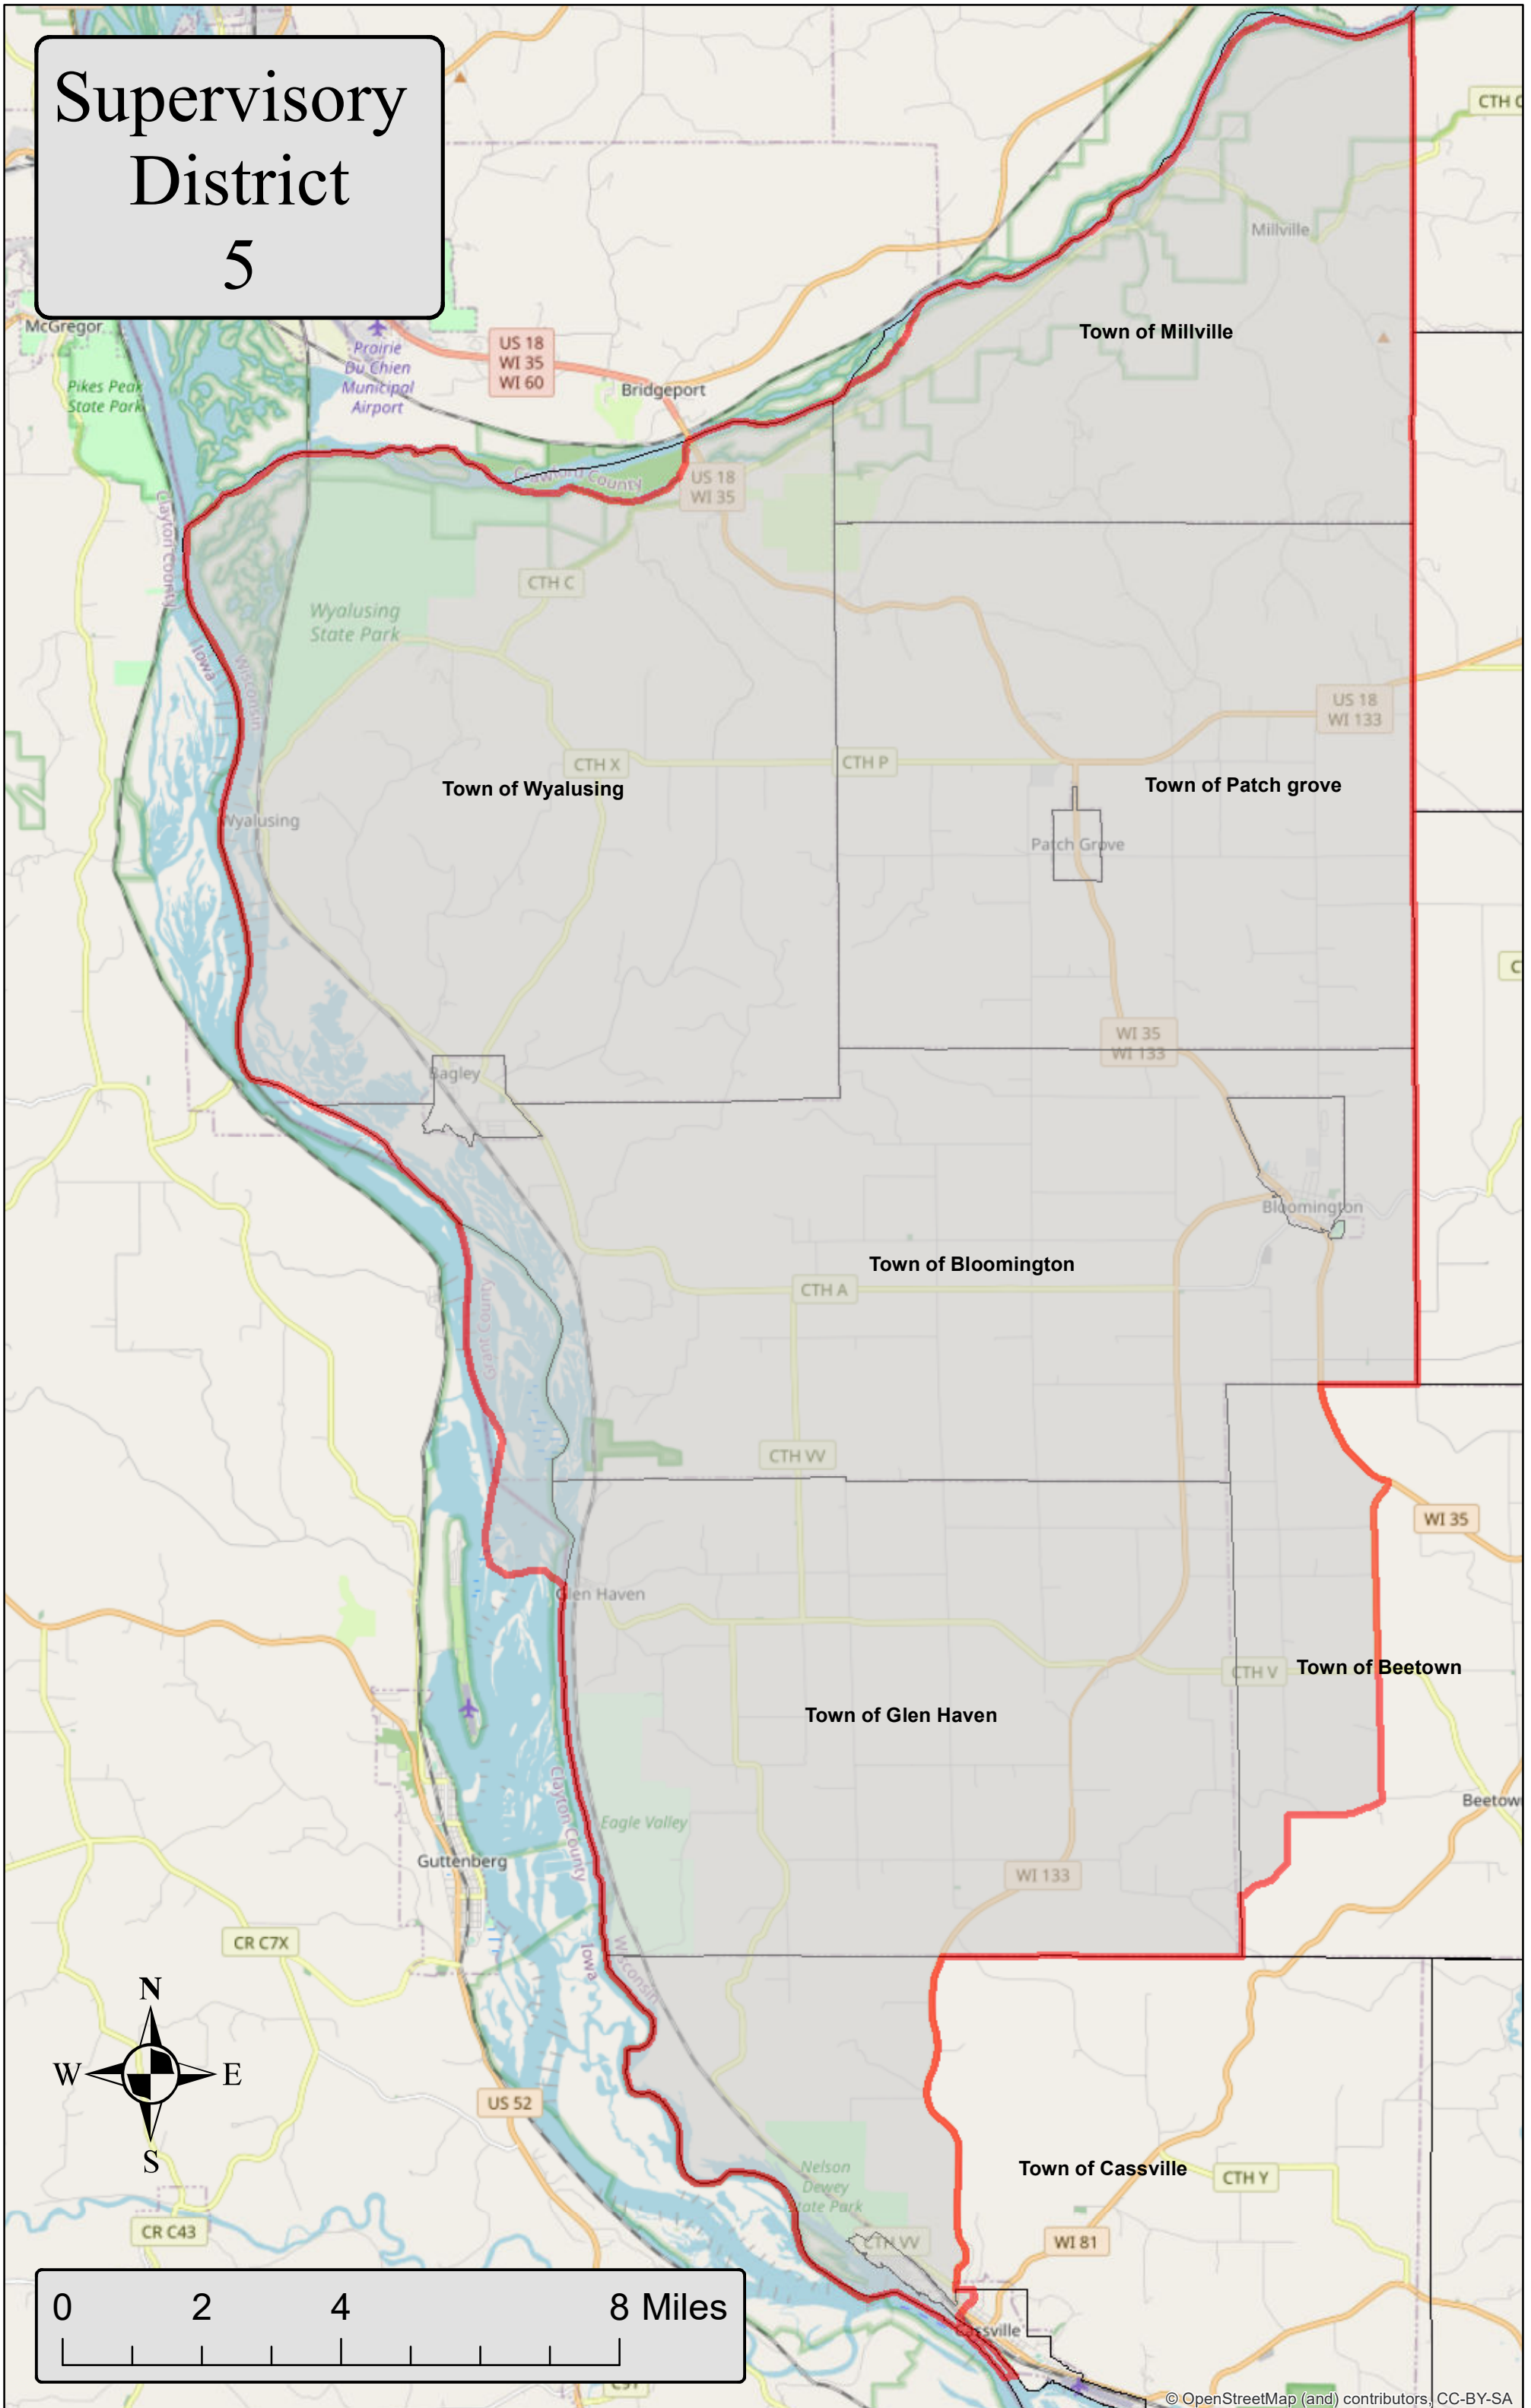 Supervisory
District
5
CTH
McGregor
Pikes Peak
State Park
Prairie
Du Chien
Municipal
Airport
US 18
WI 35
WI 60
Bridgeport
Millville
Town of Millville
Crawford County
US 18
WI 35
Clayton County
CTH C
Wyalusing
State Park
Iowa
Wisconsin
US 18
WI 133
CTH X
CTH P
Town of Wyalusing
Town of Patch grove
Wyalusing
Patch Grove
WI 35
WI 133
Bagley
Bloomington
Town of Bloomington
CTH A
Grant County
CTH VV
WI 35
Glen Haven
Town of Beetown
CTH V
Town of Glen Haven
Beetow
Eagle Valley
Clayton County
Guttenberg
WI 133
CR C7X
Iowa
Wisconsin
N
W
E
S
US 52
Nelson
Dewey
State Park
Town of Cassville
CTH Y
CR C43
CTH VV
WI 81
0 2 4 8 Miles
Cassville
© OpenStreetMap (and) contributors, CC-BY-SA